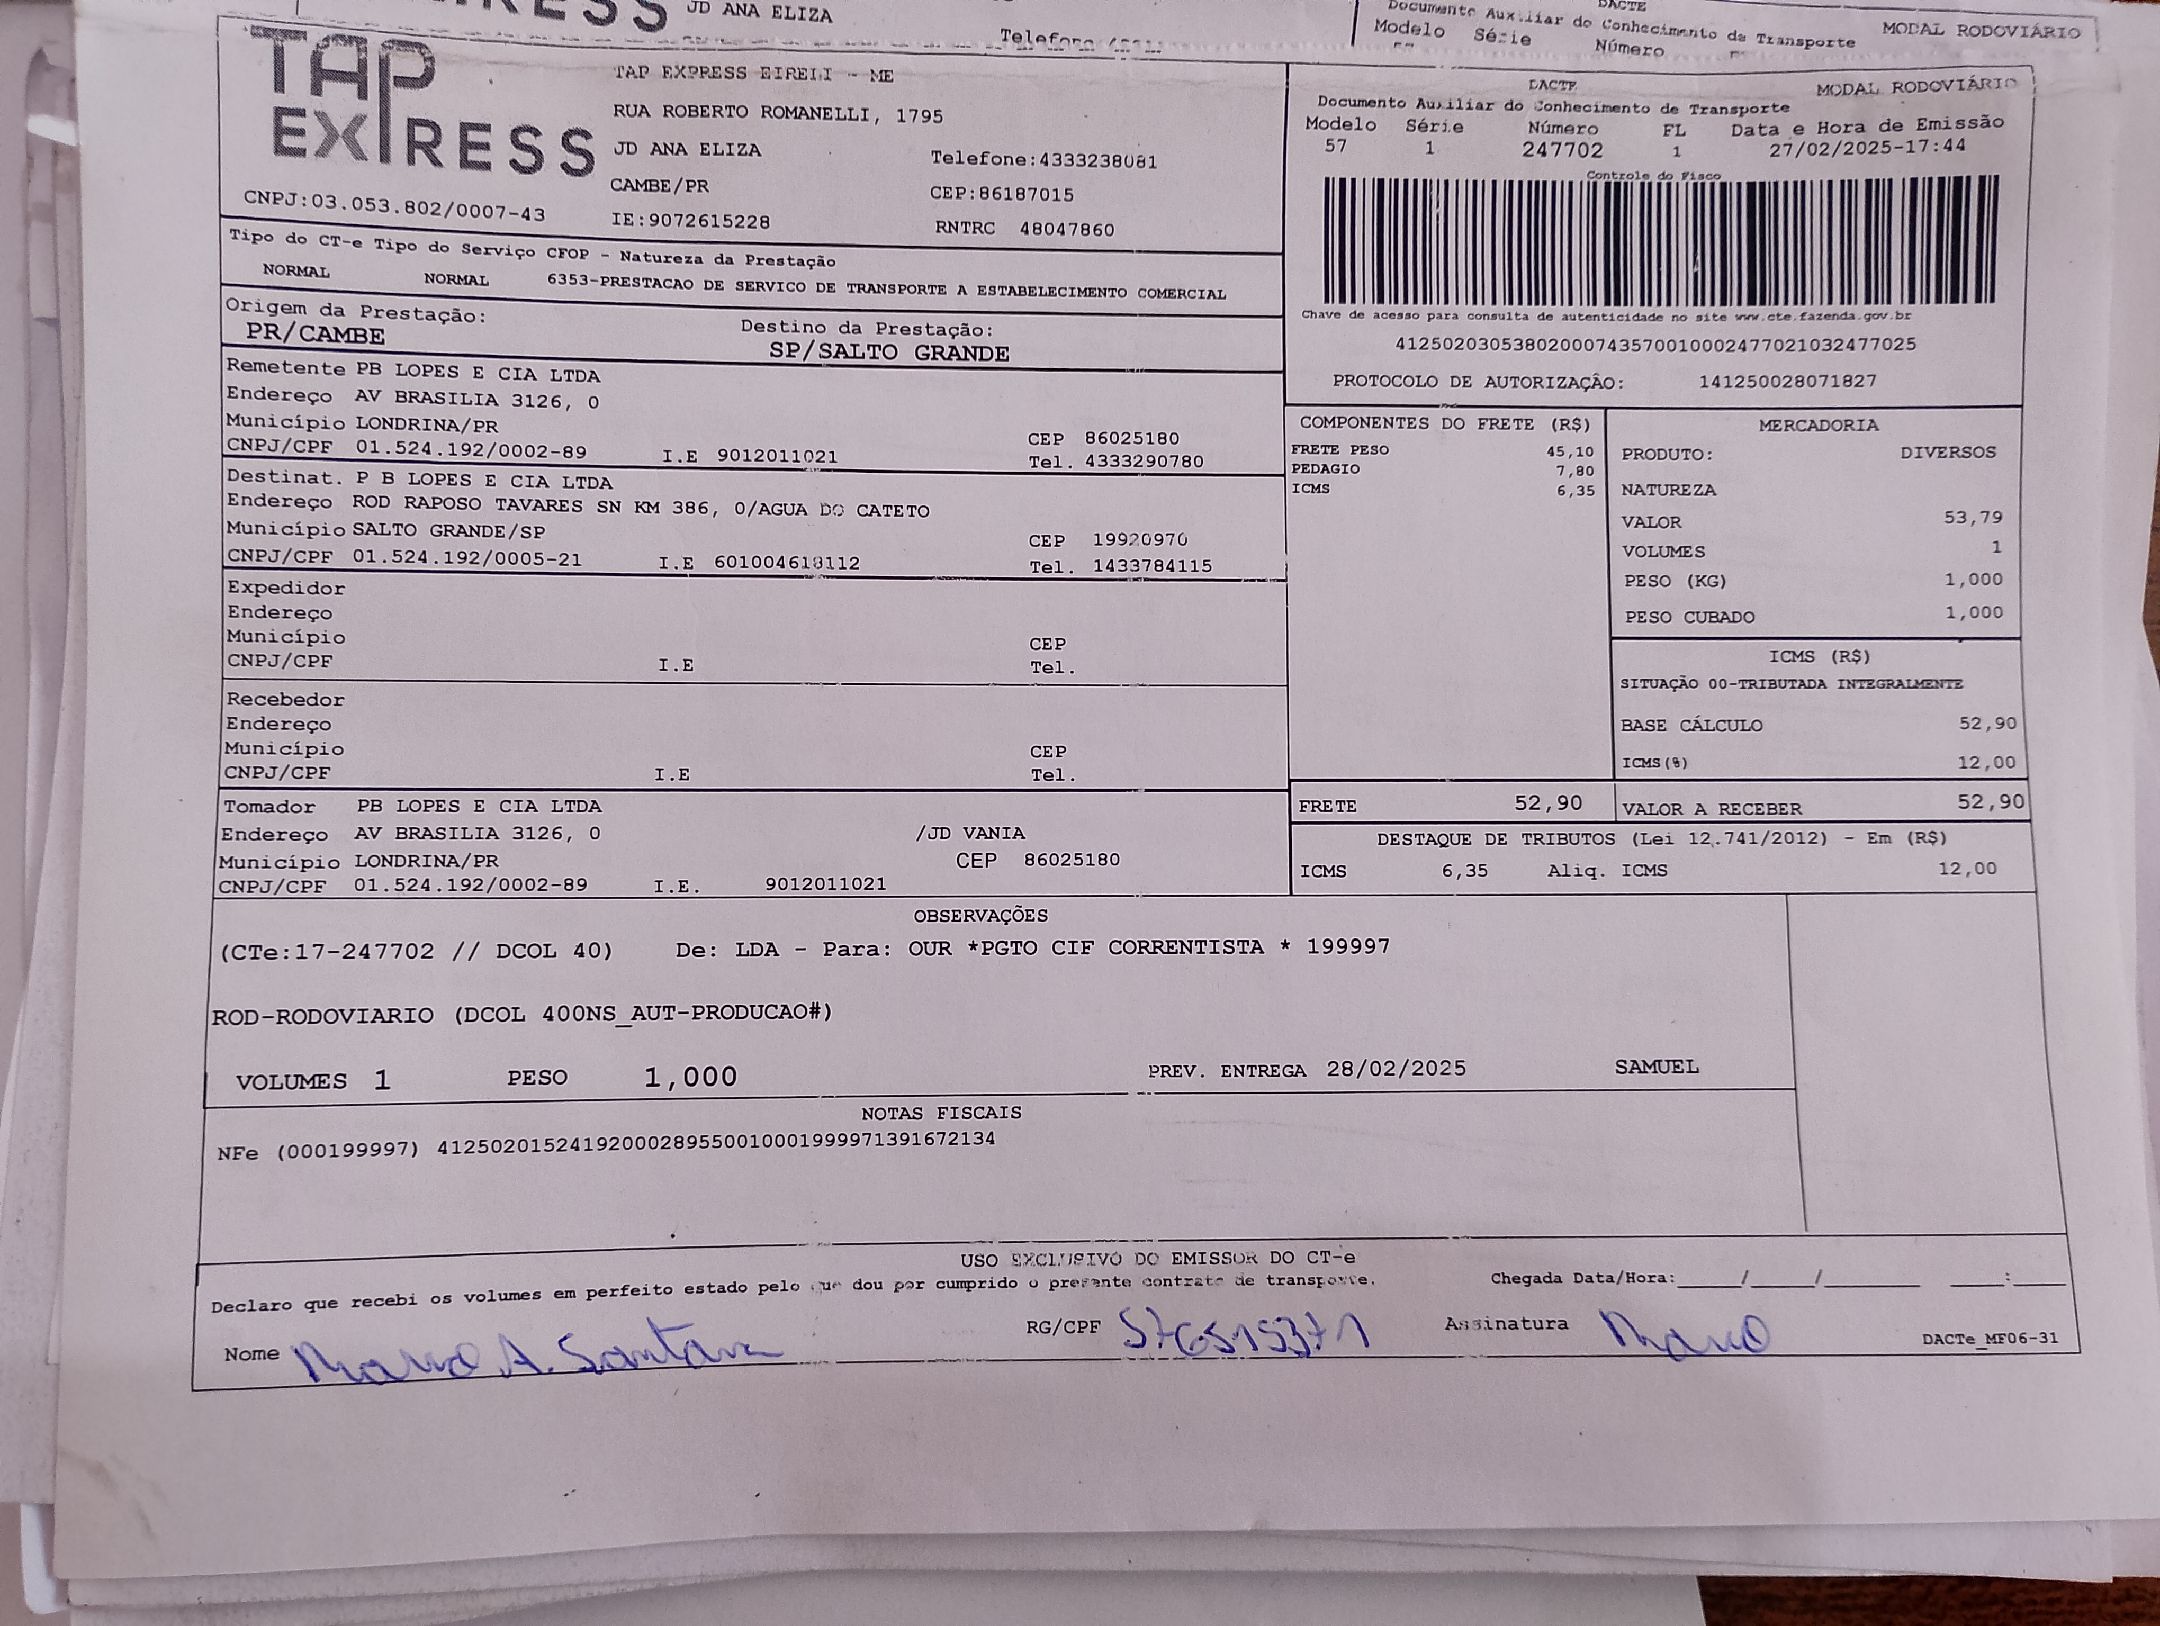 JD ANA ELIZA
DACTE
Documento Auxiliar do Conhecimento de Transporte
MODAL RODOVIÁRIO
Telefone
Modelo Série Número
TAP EXPRESS
TAP EXPRESS EIRELI - ME
RUA ROBERTO ROMANELLI, 1795
JD ANA ELIZA
Telefone:4333238081
CAMBE/PR
CEP:86187015
CNPJ:03.053.802/0007-43
IE:9072615228
RNTRC 48047860
DACTE
MODAL RODOVIÁRIO
Documento Auxiliar do Conhecimento de Transporte
Modelo Série Número FL Data e Hora de Emissão
57 1 247702 1 27/02/2025-17:44
Controle do Fisco
Chave de acesso para consulta de autenticidade no site www.cte.fazenda.gov.br
41250203053802000743570010002477021032477025
PROTOCOLO DE AUTORIZAÇÃO: 141250028071827
Tipo do CT-e Tipo do Serviço CFOP - Natureza da Prestação
NORMAL NORMAL 6353-PRESTACAO DE SERVICO DE TRANSPORTE A ESTABELECIMENTO COMERCIAL
Origem da Prestação: Destino da Prestação:
PR/CAMBE SP/SALTO GRANDE
Remetente PB LOPES E CIA LTDA
Endereço AV BRASILIA 3126, 0
Município LONDRINA/PR CEP 86025180
CNPJ/CPF 01.524.192/0002-89 I.E 9012011021 Tel. 4333290780
Destinat. P B LOPES E CIA LTDA
Endereço ROD RAPOSO TAVARES SN KM 386, 0/AGUA DO CATETO
Município SALTO GRANDE/SP CEP 19920970
CNPJ/CPF 01.524.192/0005-21 I.E 601004618112 Tel. 1433784115
Expedidor
Endereço
Município CEP
CNPJ/CPF I.E Tel.
Recebedor
Endereço
Município CEP
CNPJ/CPF I.E Tel.
Tomador PB LOPES E CIA LTDA
Endereço AV BRASILIA 3126, 0 /JD VANIA
Município LONDRINA/PR CEP 86025180
CNPJ/CPF 01.524.192/0002-89 I.E. 9012011021
COMPONENTES DO FRETE (R$)
FRETE PESO 45,10
PEDAGIO 7,80
ICMS 6,35
MERCADORIA
PRODUTO: DIVERSOS
NATUREZA
VALOR 53,79
VOLUMES 1
PESO (KG) 1,000
PESO CUBADO 1,000
ICMS (R$)
SITUAÇÃO 00-TRIBUTADA INTEGRALMENTE
BASE CÁLCULO 52,90
ICMS(%) 12,00
FRETE 52,90 VALOR A RECEBER 52,90
DESTAQUE DE TRIBUTOS (Lei 12.741/2012) - Em (R$)
ICMS 6,35 Aliq. ICMS 12,00
OBSERVAÇÕES
(CTe:17-247702 // DCOL 40) De: LDA - Para: OUR *PGTO CIF CORRENTISTA * 199997
ROD-RODOVIARIO (DCOL 400NS_AUT-PRODUCAO#)
VOLUMES 1 PESO 1,000 PREV. ENTREGA 28/02/2025 SAMUEL
NOTAS FISCAIS
NFe (000199997) 41250201524192000289550010001999971391672134
USO EXCLUSIVO DO EMISSOR DO CT-e
Declaro que recebi os volumes em perfeito estado pelo que dou por cumprido o presente contrato de transporte. Chegada Data/Hora:_____/_____/________ ____:____
Nome A. Santana RG/CPF 576515371 Assinatura
DACTe_MF06-31